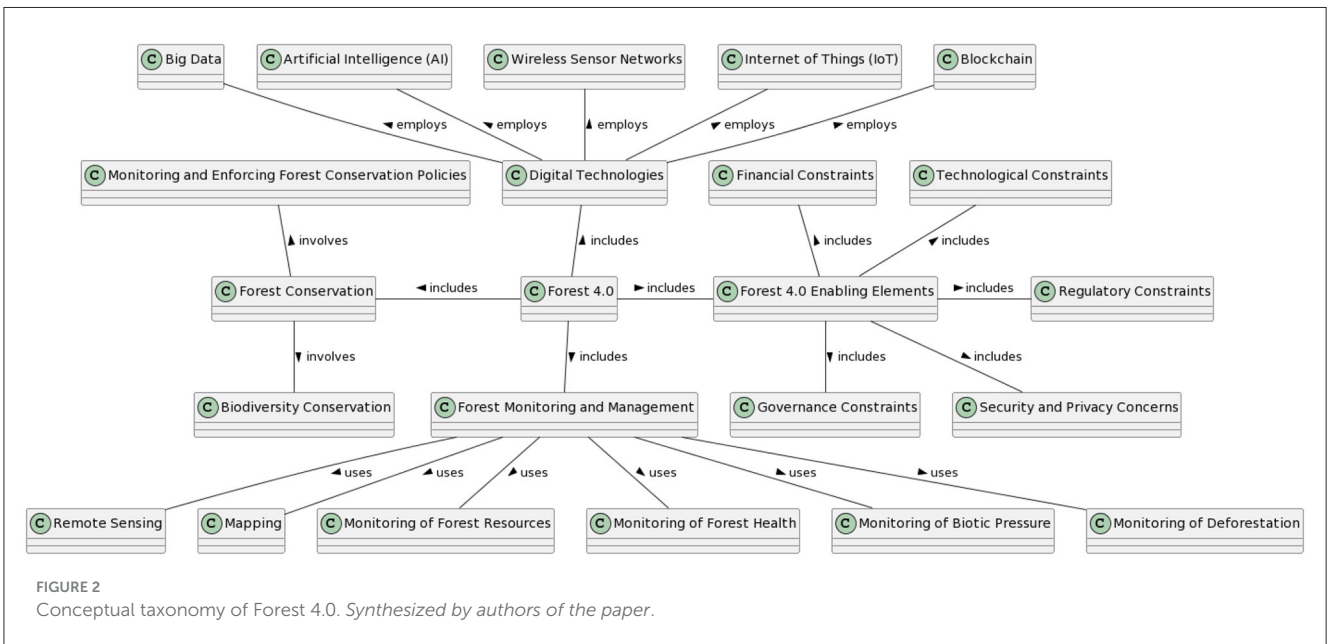 C Big Data
C Artificial Intelligence (AI)
C Wireless Sensor Networks
C Internet of Things (IoT)
C Blockchain
employs
employs
employs
employs
employs
C Monitoring and Enforcing Forest Conservation Policies
C Digital Technologies
C Financial Constraints
C Technological Constraints
involves
includes
includes
includes
C Forest Conservation
includes
C Forest 4.0
includes
C Forest 4.0 Enabling Elements
includes
C Regulatory Constraints
involves
includes
includes
includes
C Biodiversity Conservation
C Forest Monitoring and Management
C Governance Constraints
C Security and Privacy Concerns
uses
uses
uses
uses
uses
uses
C Remote Sensing
C Mapping
C Monitoring of Forest Resources
C Monitoring of Forest Health
C Monitoring of Biotic Pressure
C Monitoring of Deforestation
FIGURE 2
Conceptual taxonomy of Forest 4.0. Synthesized by authors of the paper.